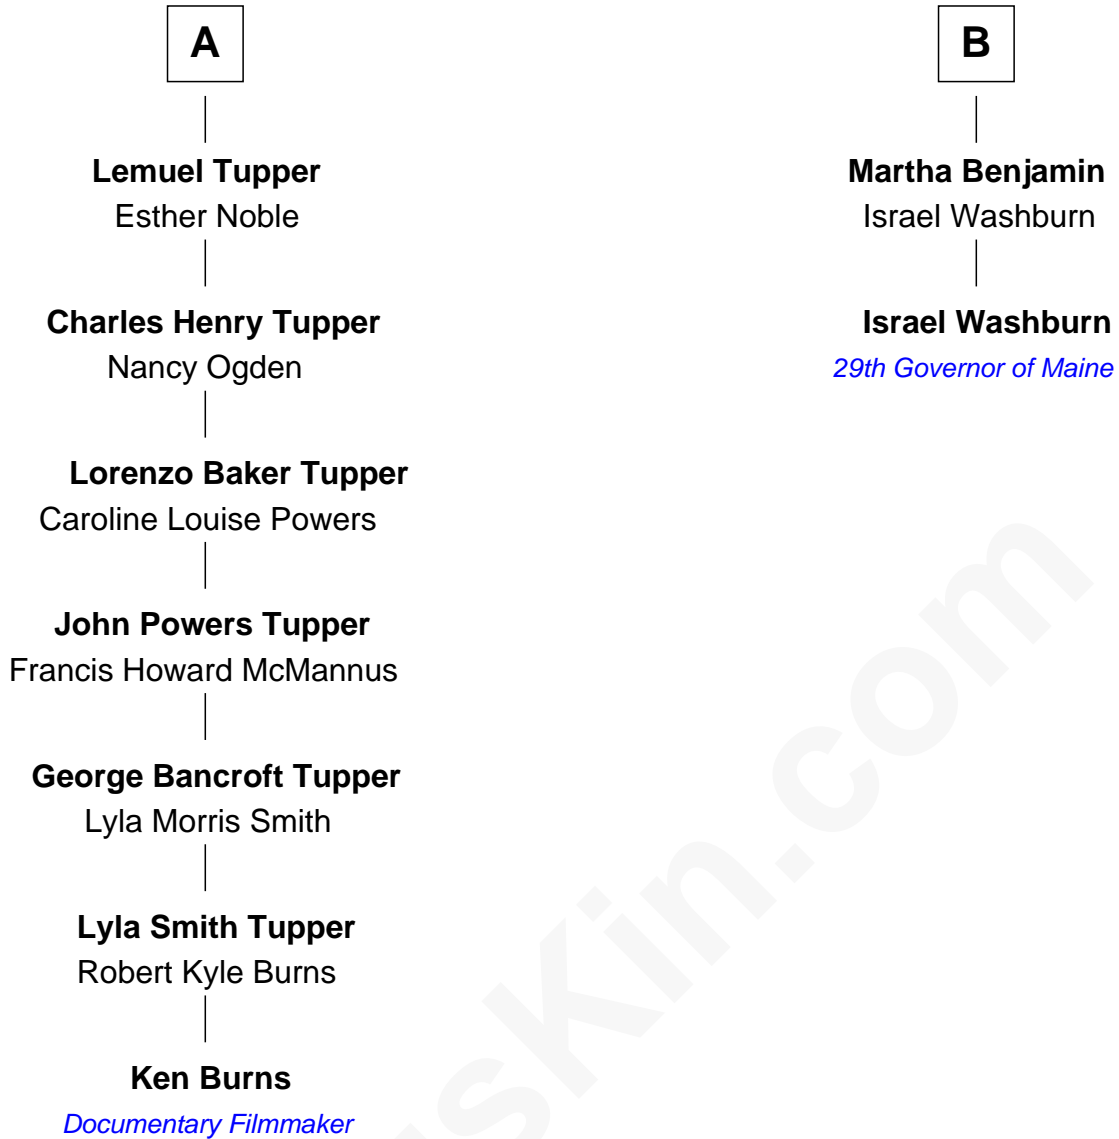 A
Lemuel Tupper
Esther Noble
Charles Henry Tupper
Nancy Ogden
Lorenzo Baker Tupper
Caroline Louise Powers
John Powers Tupper
Francis Howard McMannus
George Bancroft Tupper
Lyla Morris Smith
Lyla Smith Tupper
Robert Kyle Burns
Ken Burns
Documentary Filmmaker
B
Martha Benjamin
Israel Washburn
Israel Washburn
29th Governor of Maine
sKin.com